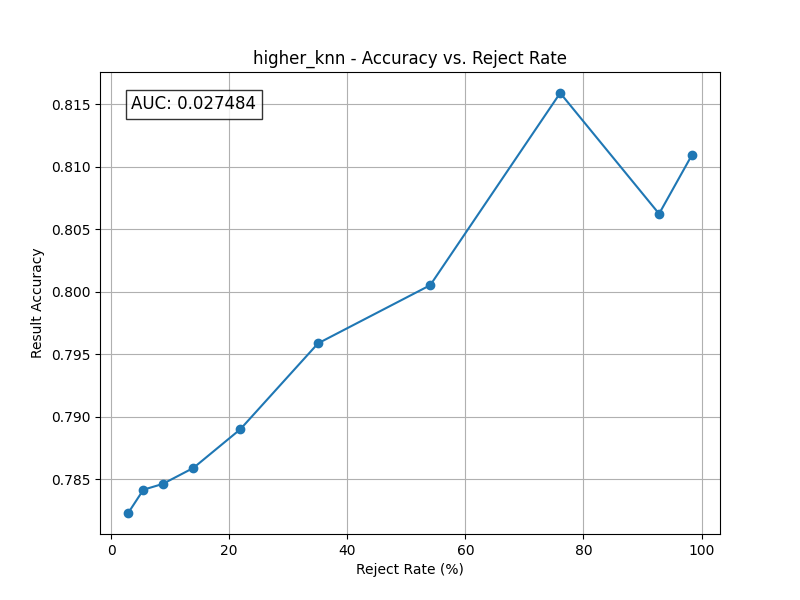 higher_knn - Accuracy vs. Reject Rate
AUC: 0.027484
Result Accuracy
0.815
0.810
0.805
0.800
0.795
0.790
0.785
0 20 40 60 80 100
Reject Rate (%)